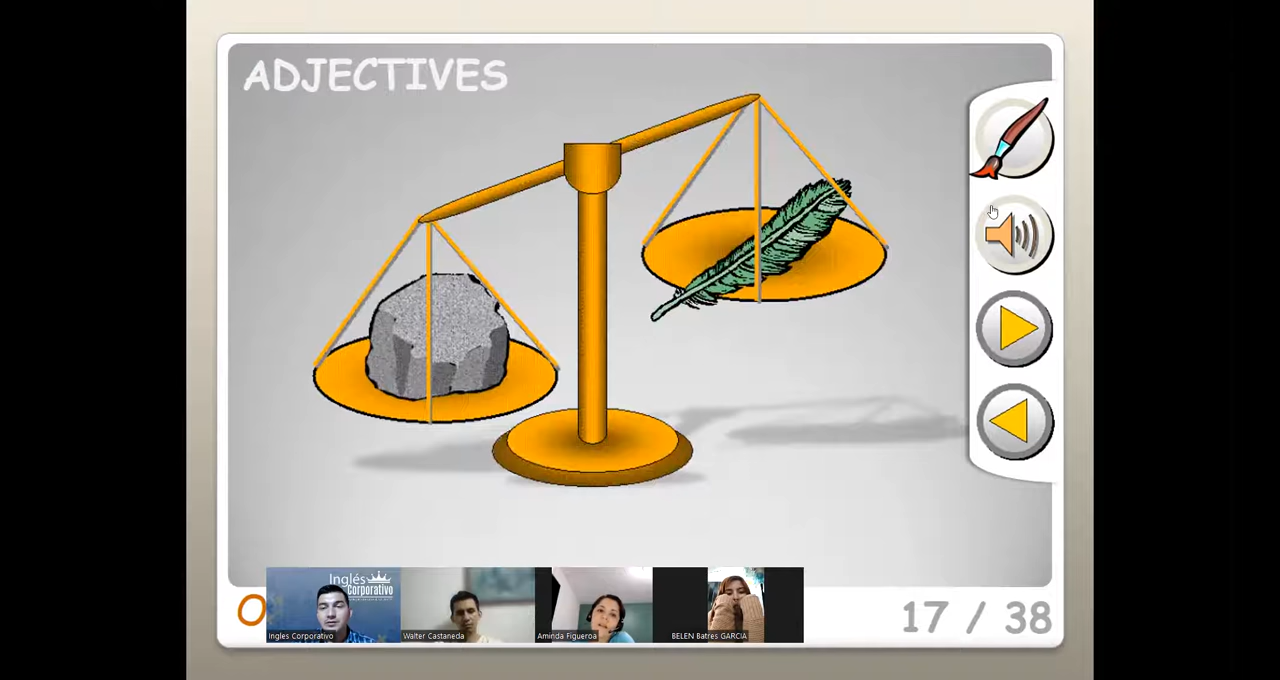 ADJECTIVES
Inglés
Corporativo
Ingles Corporativo
Walter Castaneda
Aminda Figueroa
BELEN Batres GARCIA
17 / 38